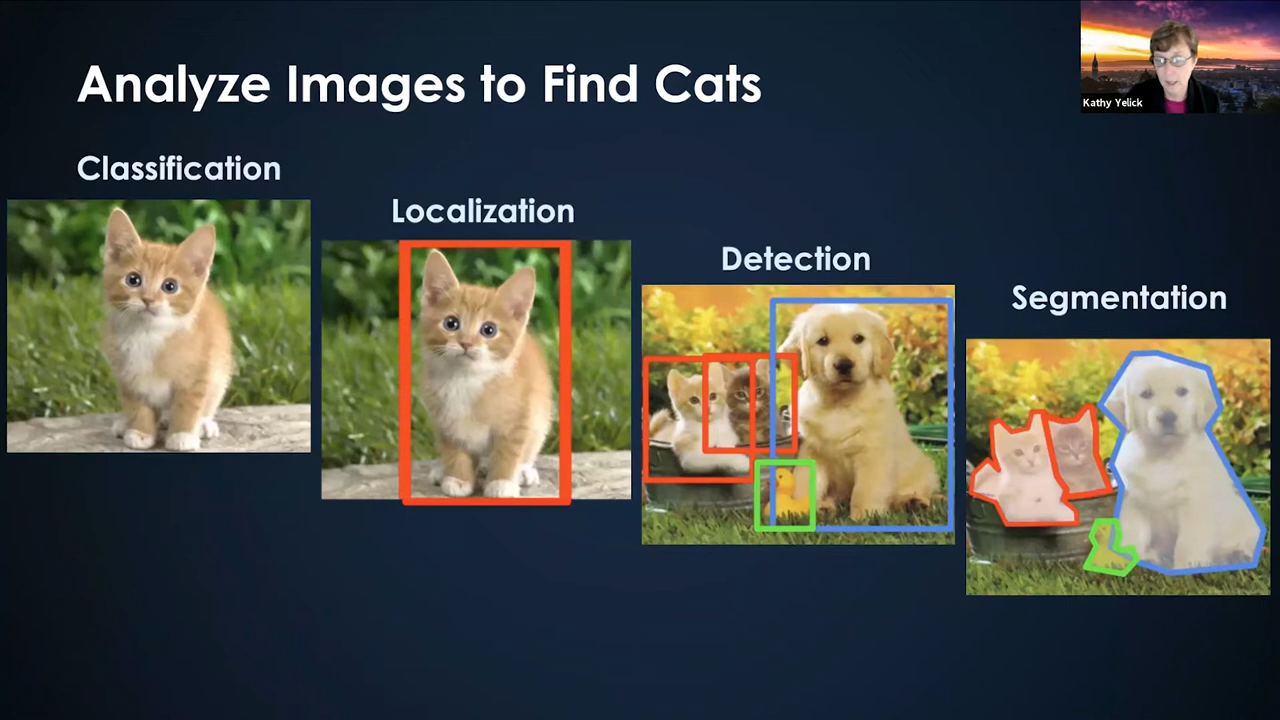 Analyze Images to Find Cats
Kathy Yelick
Classification
Localization
Detection
Segmentation